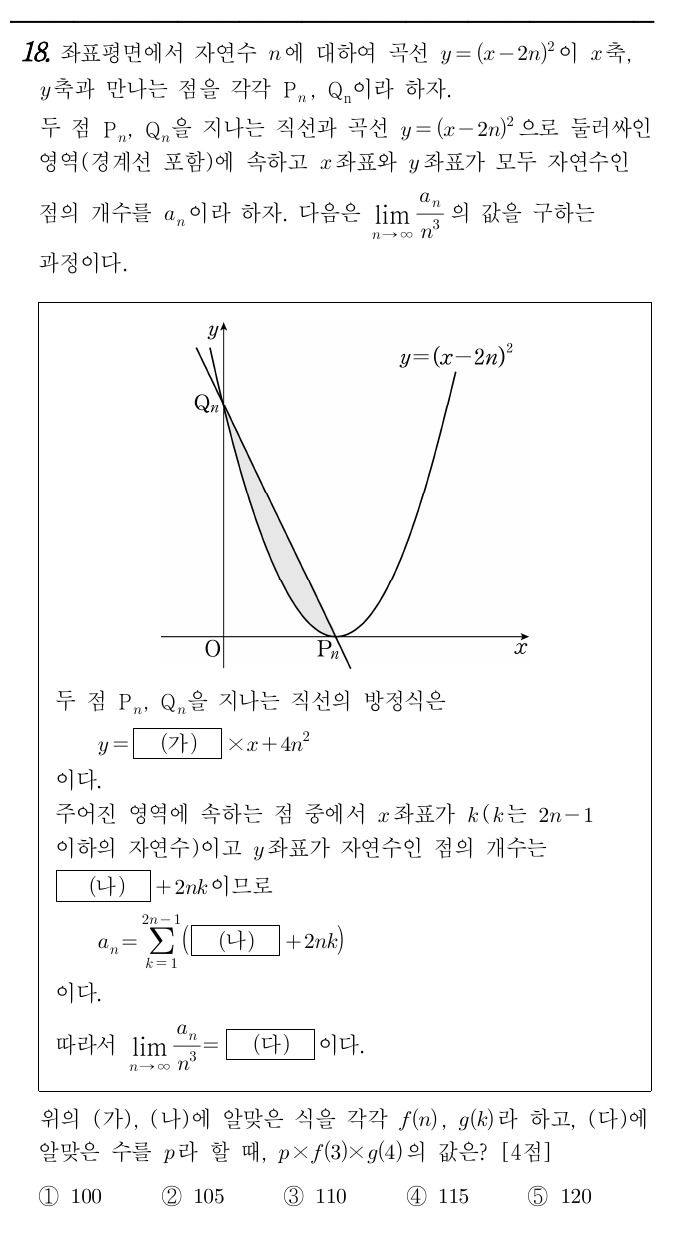 18. 좌표평면에서 자연수 n에 대하여 곡선 y=(x-2n)²이 x축,
y축과 만나는 점을 각각 Pₙ, Qₙ이라 하자.
두 점 Pₙ, Qₙ을 지나는 직선과 곡선 y=(x-2n)²으로 둘러싸인
영역(경계선 포함)에 속하고 x좌표와 y좌표가 모두 자연수인
점의 개수를 aₙ이라 하자. 다음은 lim_{n→∞} aₙ/n³ 의 값을 구하는
과정이다.
y
y=(x-2n)²
Qₙ
O
Pₙ
x
두 점 Pₙ, Qₙ을 지나는 직선의 방정식은
y= (가) ×x+4n²
이다.
주어진 영역에 속하는 점 중에서 x좌표가 k(k는 2n-1
이하의 자연수)이고 y좌표가 자연수인 점의 개수는
(나) +2nk이므로
aₙ=∑_{k=1}^{2n-1}( (나) +2nk)
이다.
따라서 lim_{n→∞} aₙ/n³= (다) 이다.
위의 (가), (나)에 알맞은 식을 각각 f(n), g(k)라 하고, (다)에
알맞은 수를 p라 할 때, p×f(3)×g(4)의 값은? [4점]
① 100 ② 105 ③ 110 ④ 115 ⑤ 120